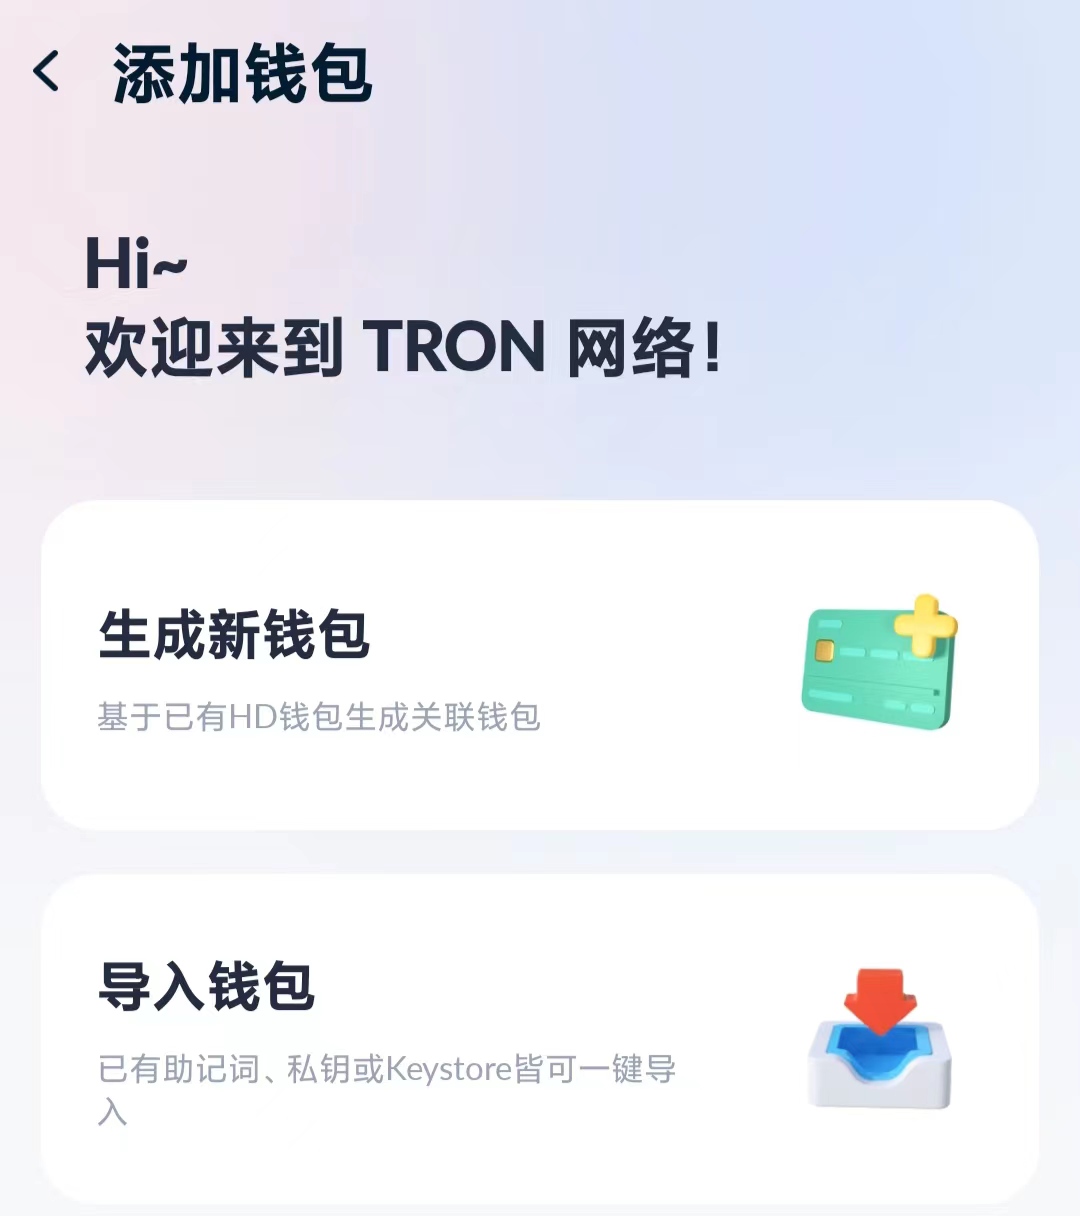 添加钱包
Hi~
欢迎来到 TRON 网络!
生成新钱包
基于已有HD钱包生成关联钱包
导入钱包
已有助记词、私钥或Keystore皆可一键导
入